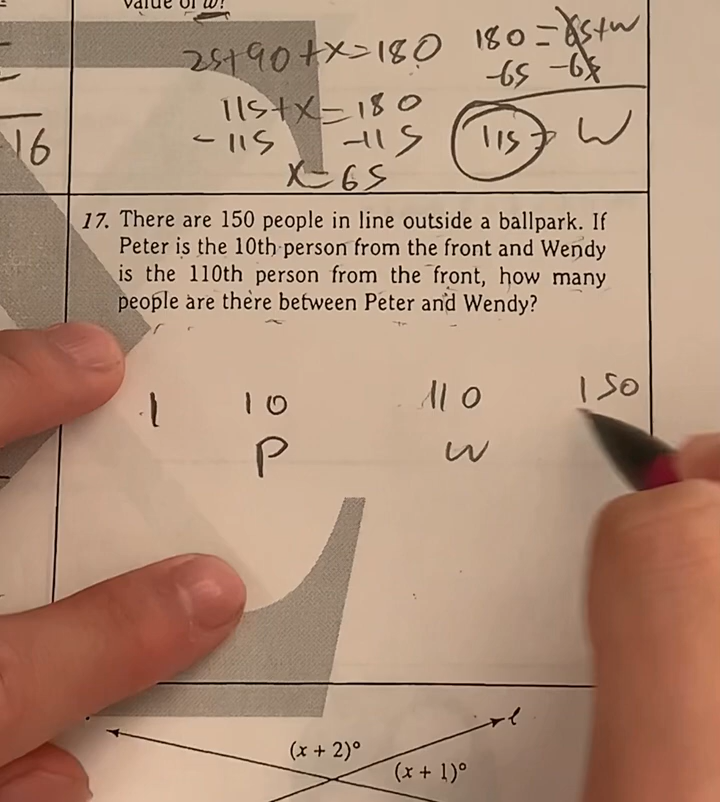 value of w?
25+90+x=180
180=65+w
-65 -65
115+x=180
-115 -115
115 = W
x=65
16
17. There are 150 people in line outside a ballpark. If
Peter is the 10th person from the front and Wendy
is the 110th person from the front, how many
people are there between Peter and Wendy?
1 10 110 150
P W
ℓ
(x + 2)°
(x + 1)°